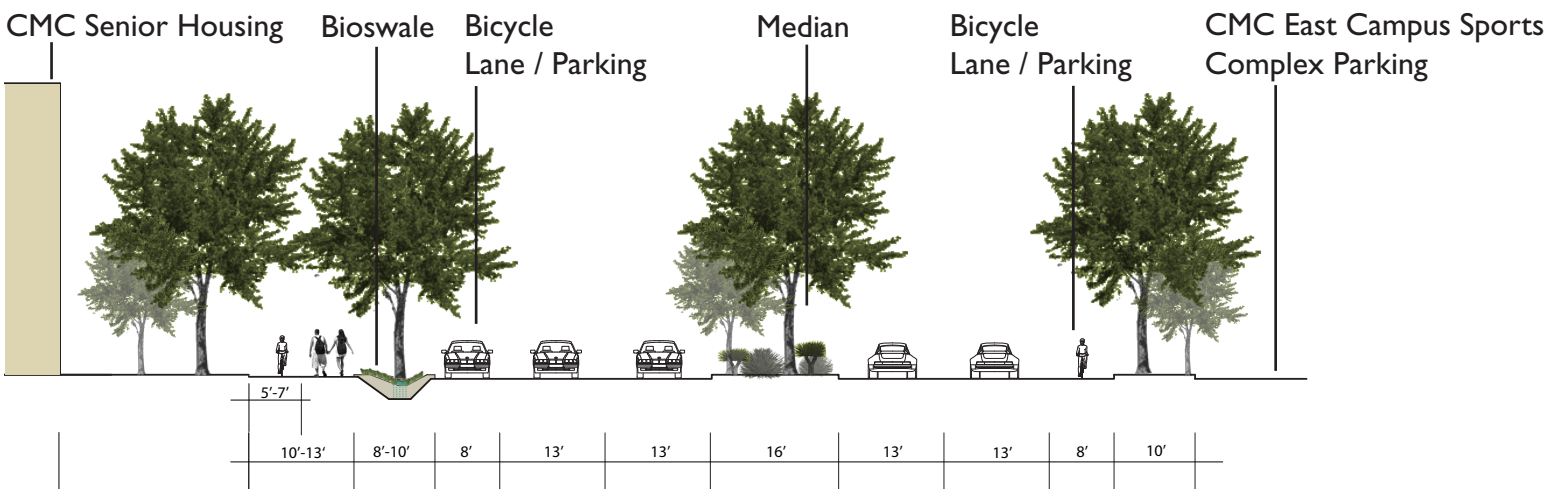 CMC Senior Housing
Bioswale
Bicycle
Lane / Parking
Median
Bicycle
Lane / Parking
CMC East Campus Sports
Complex Parking
5’-7’
10’-13‘
8’-10’
8’
13’
13’
16’
13’
13’
8’
10’